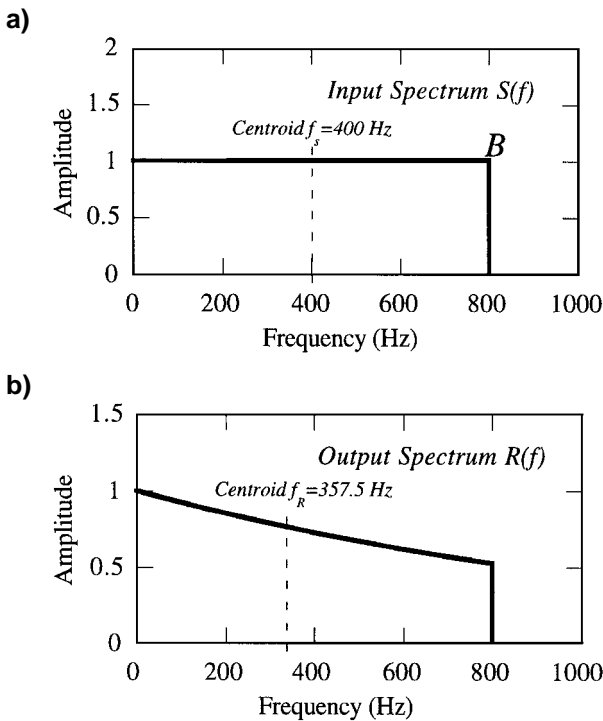 a)
2
Input Spectrum S(f)
1.5
Centroid fs=400 Hz
B
1
0.5
0
Amplitude
0 200 400 600 800 1000
Frequency (Hz)
b)
1.5
Output Spectrum R(f)
Centroid fR=357.5 Hz
1
0.5
0
Amplitude
0 200 400 600 800 1000
Frequency (Hz)